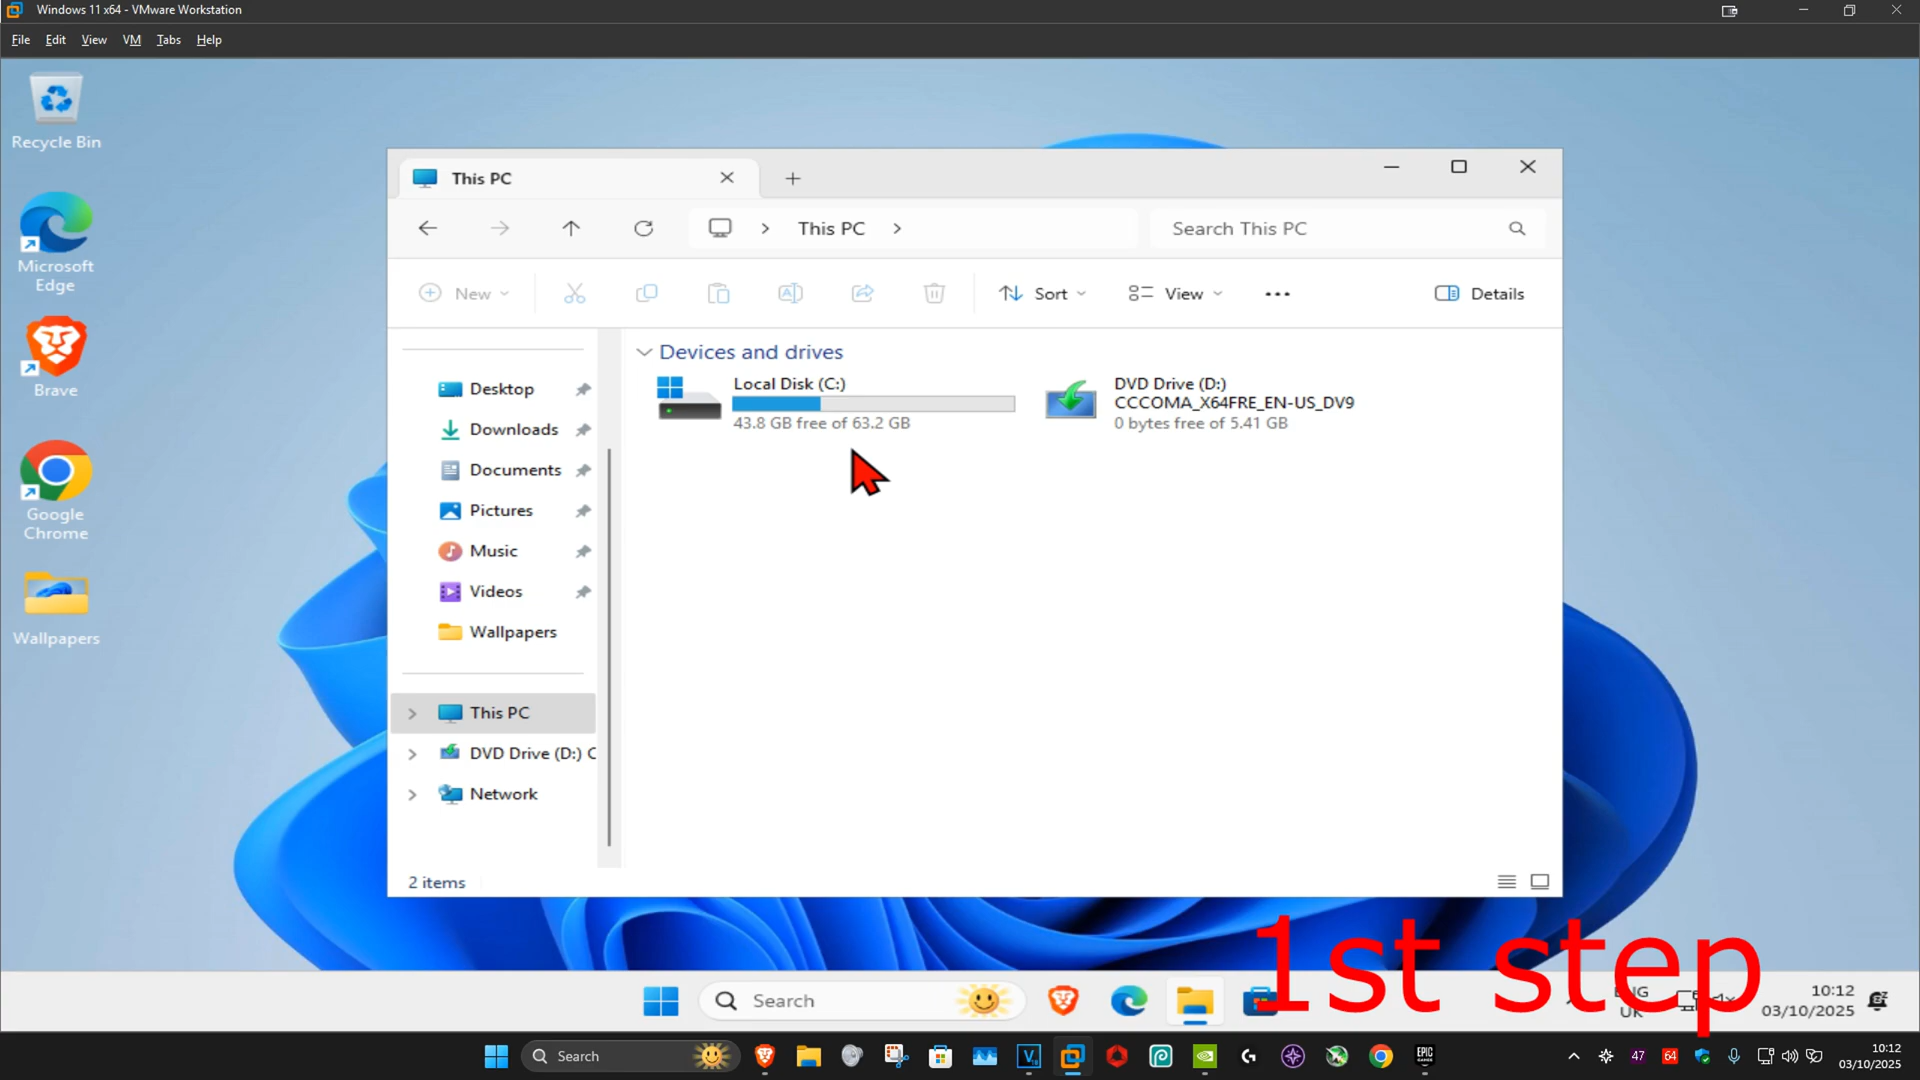 Windows 11 x64 - VMware Workstation
File Edit View VM Tabs Help
Recycle Bin
Microsoft
Edge
Brave
Google
Chrome
Wallpapers
This PC
This PC
Search This PC
New
Sort
View
Details
Desktop
Downloads
Documents
Pictures
Music
Videos
Wallpapers
This PC
DVD Drive (D:) C
Network
Devices and drives
Local Disk (C:)
43.8 GB free of 63.2 GB
DVD Drive (D:)
CCCOMA_X64FRE_EN-US_DV9
0 bytes free of 5.41 GB
2 items
1st step
Search
ENG
UK
10:12
03/10/2025
Search
EPIC
GAMES
47
64
10:12
03/10/2025